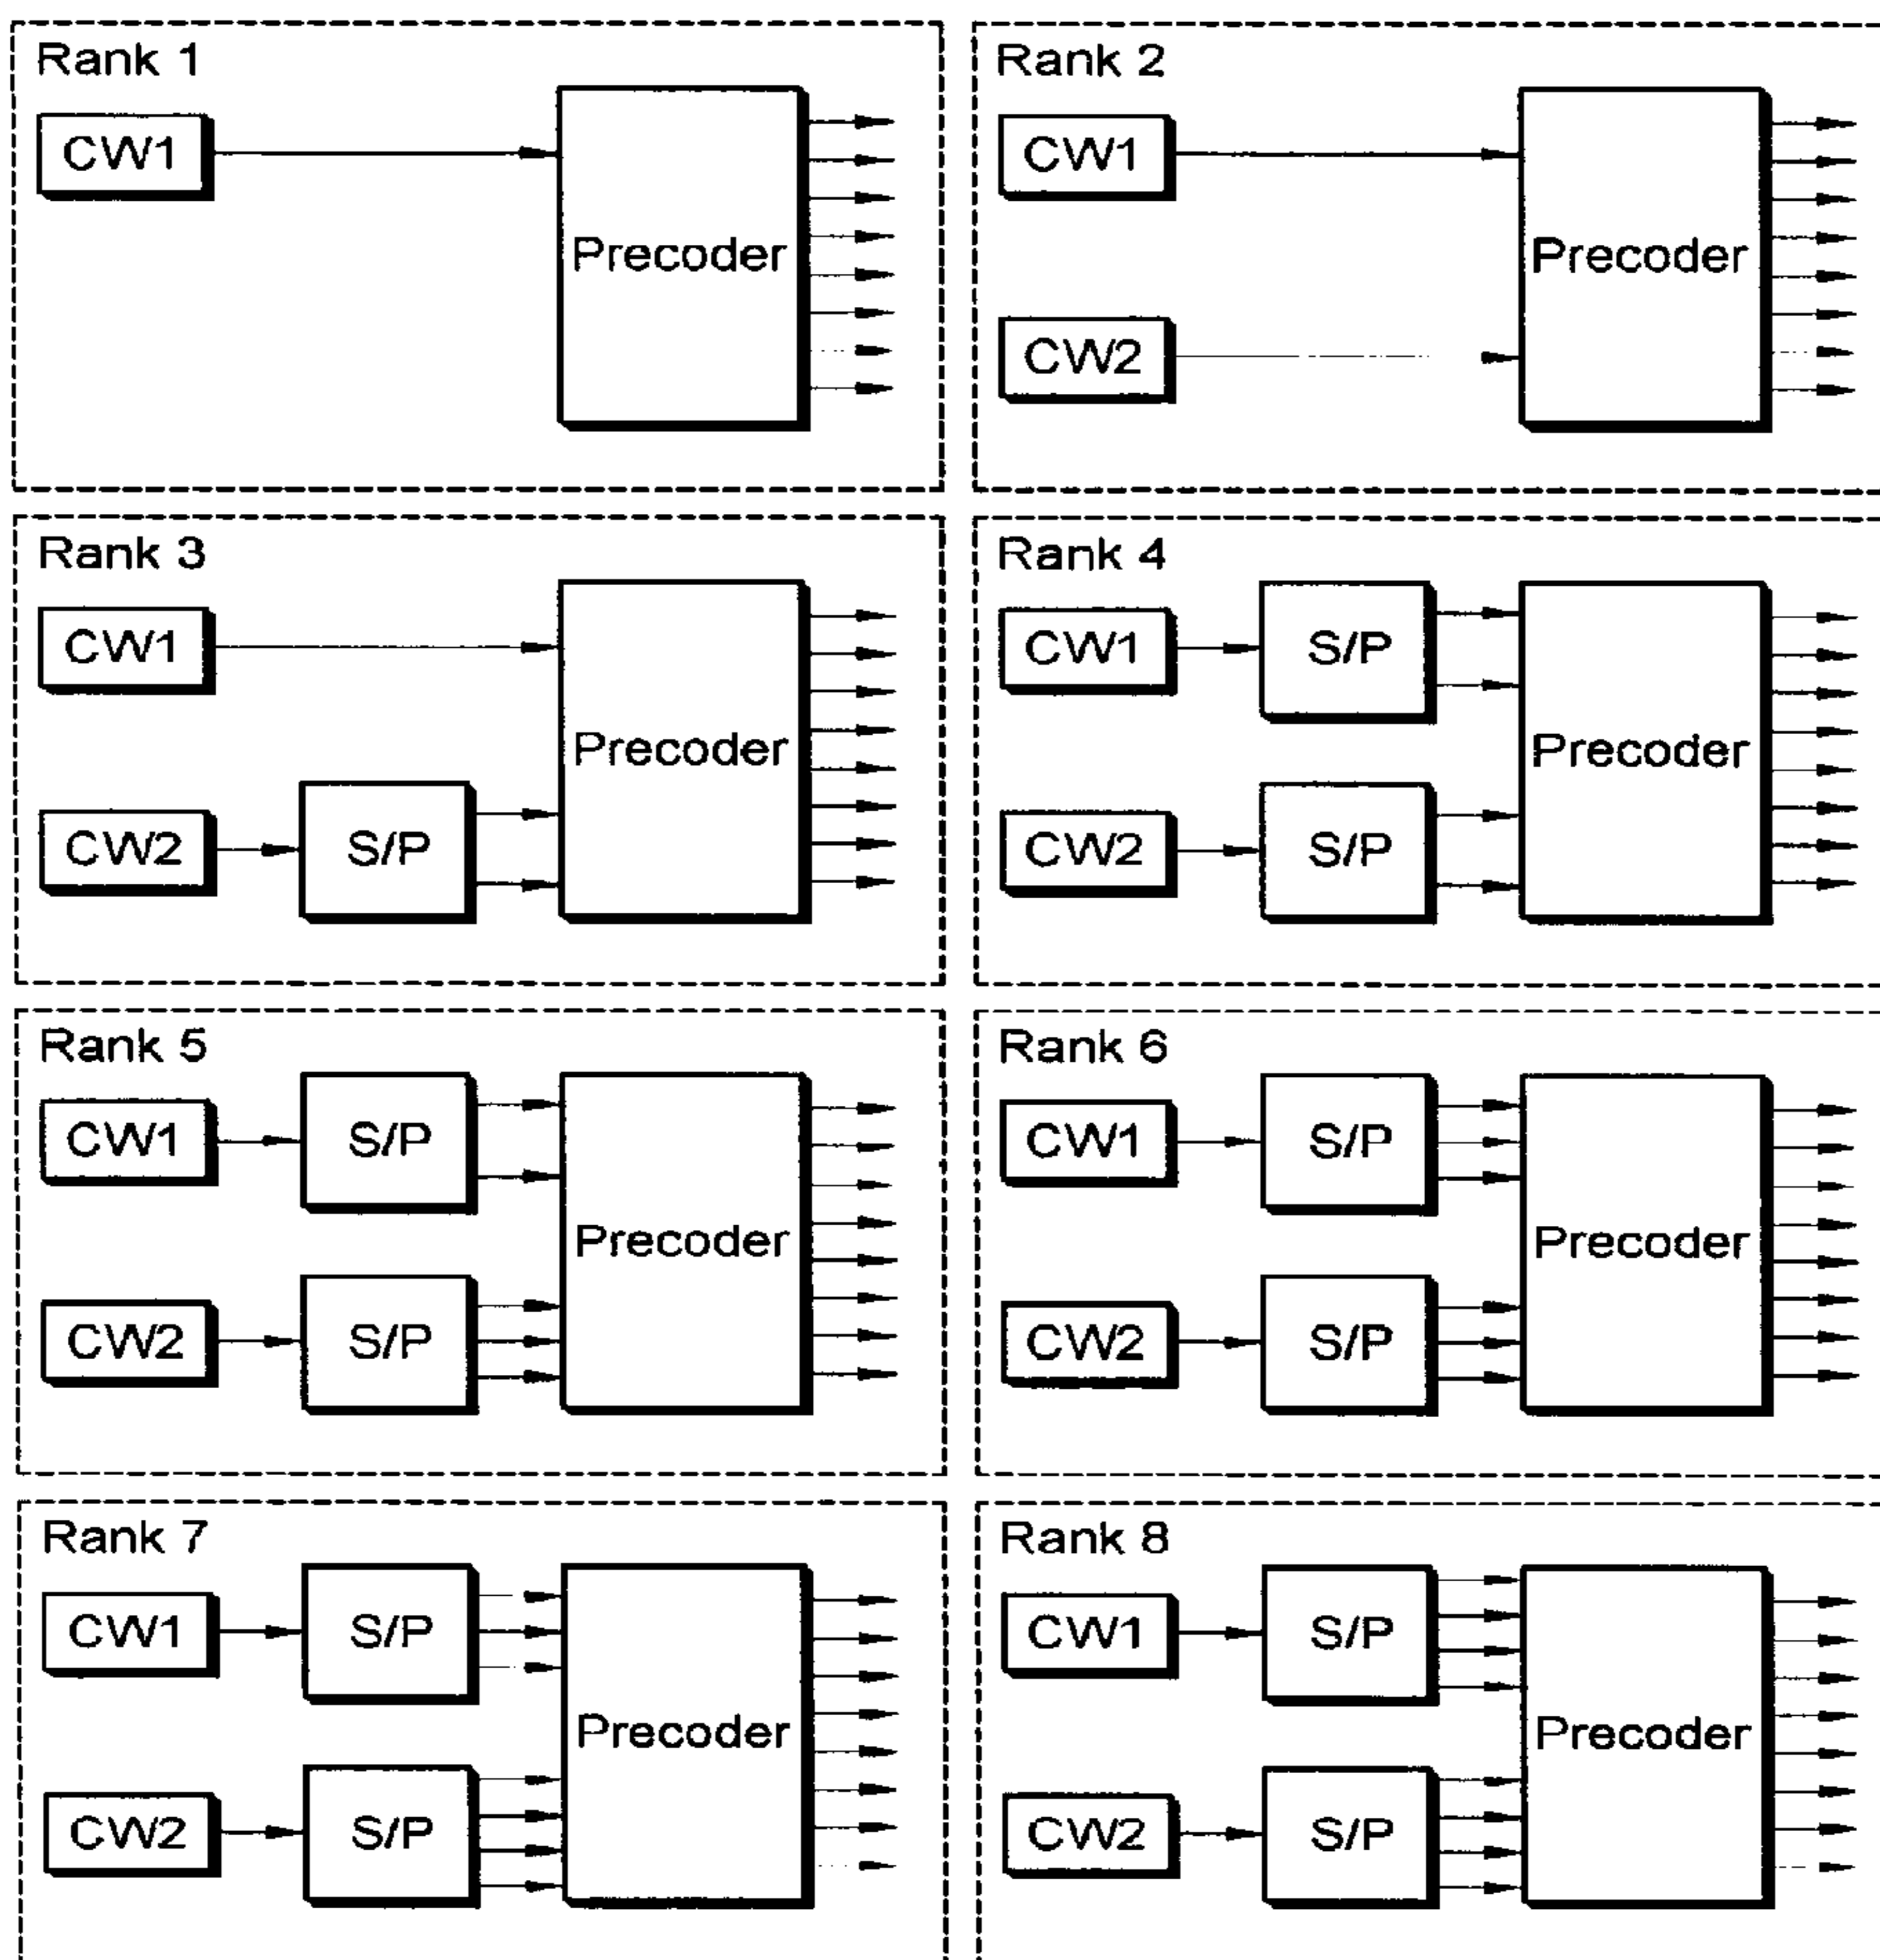 Rank 1
CW1
Precoder
Rank 2
CW1
Precoder
CW2
Rank 3
CW1
Precoder
CW2
S/P
Rank 4
CW1
S/P
Precoder
CW2
S/P
Rank 5
CW1
S/P
Precoder
CW2
S/P
Rank 6
CW1
S/P
Precoder
CW2
S/P
Rank 7
CW1
S/P
Precoder
CW2
S/P
Rank 8
CW1
S/P
Precoder
CW2
S/P